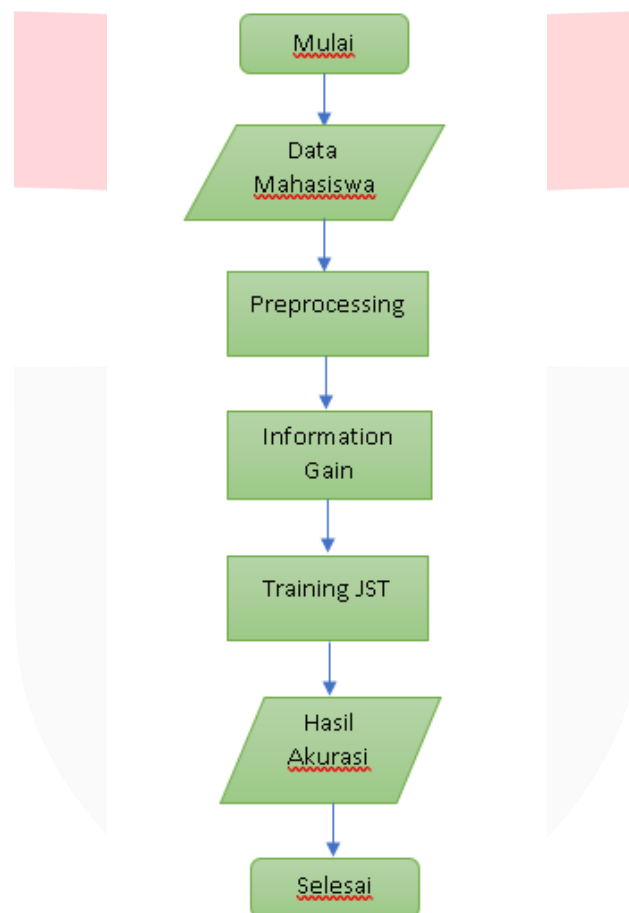 Mulai
Data
Mahasiswa
Preprocessing
Information
Gain
Training JST
Hasil
Akurasi
Selesai